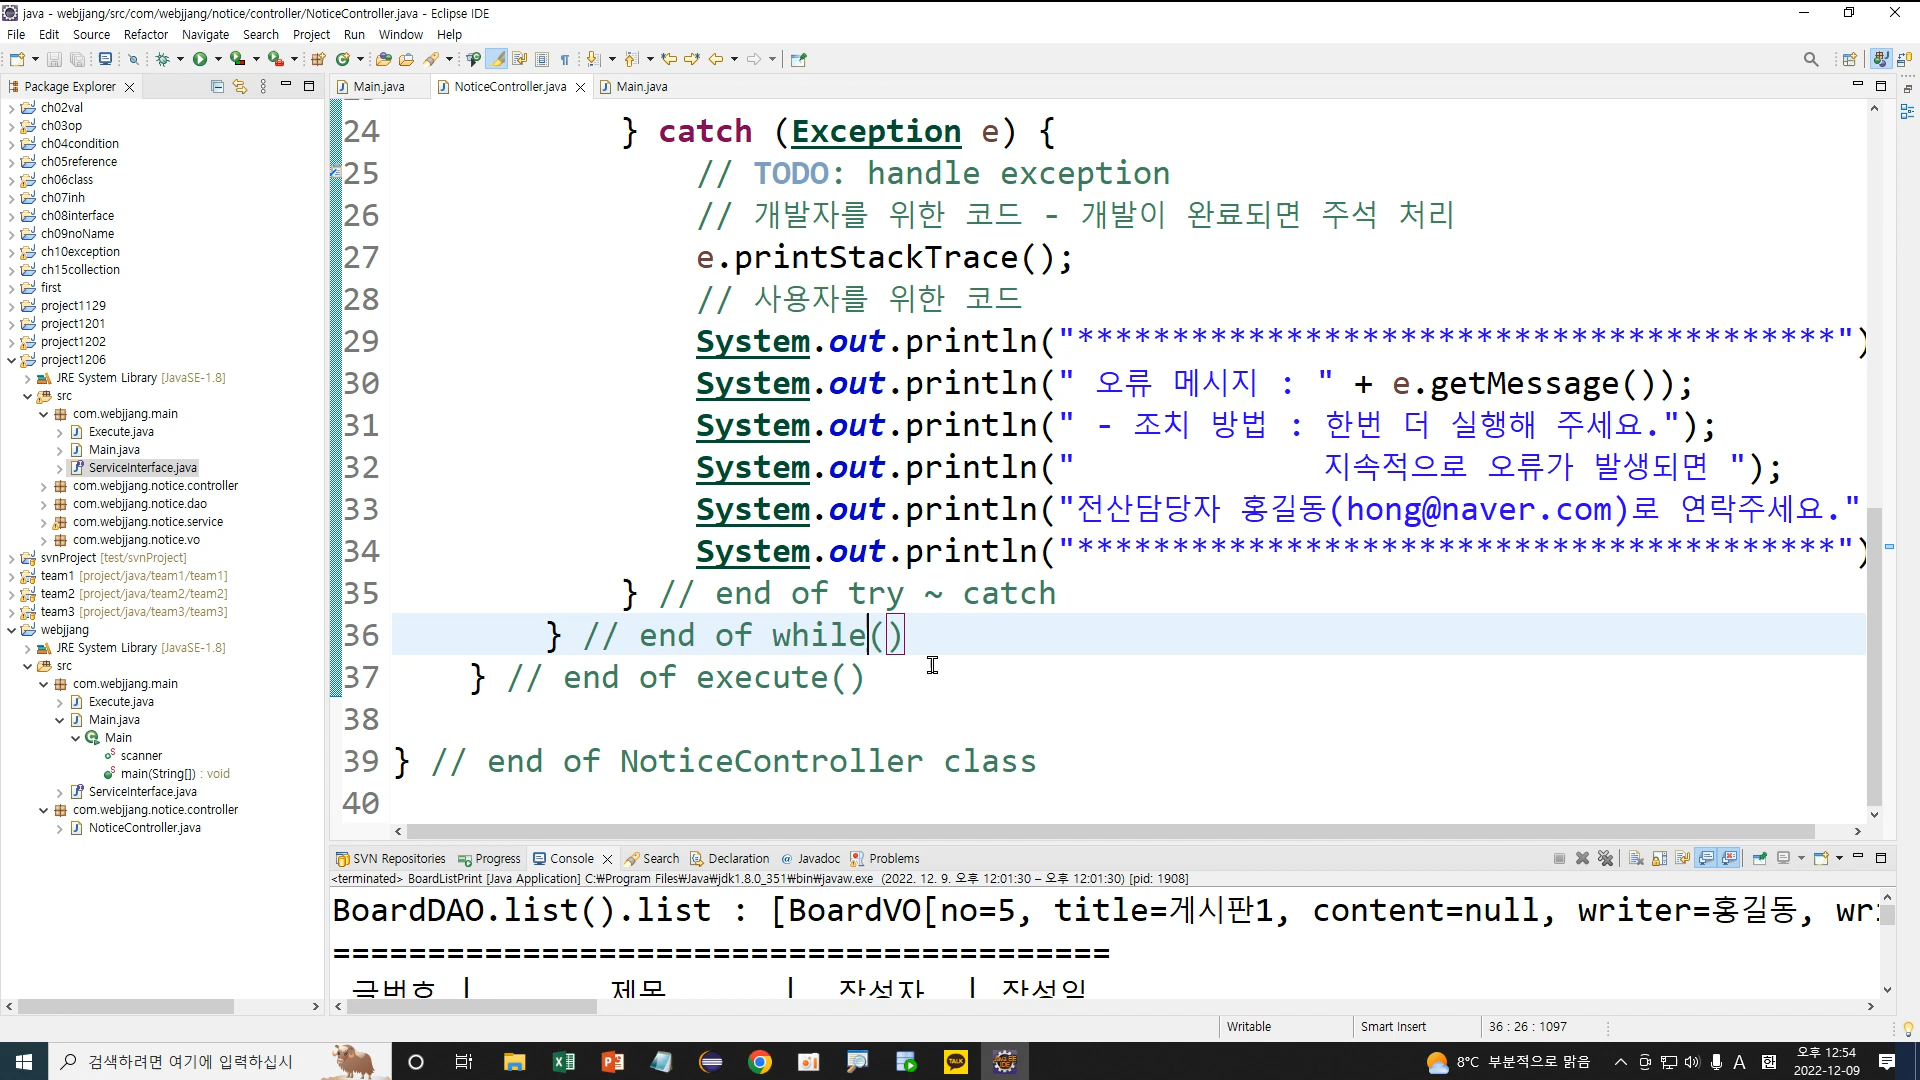 java - webjjang/src/com/webjjang/notice/controller/NoticeController.java - Eclipse IDE
File Edit Source Refactor Navigate Search Project Run Window Help
Package Explorer
Main.java NoticeController.java Main.java
ch02val
ch03op
ch04condition
ch05reference
ch06class
ch07inh
ch08interface
ch09noName
ch10exception
ch15collection
first
project1129
project1201
project1202
project1206
JRE System Library [JavaSE-1.8]
src
com.webjjang.main
Execute.java
Main.java
ServiceInterface.java
com.webjjang.notice.controller
com.webjjang.notice.dao
com.webjjang.notice.service
com.webjjang.notice.vo
svnProject [test/svnProject]
team1 [project/java/team1/team1]
team2 [project/java/team2/team2]
team3 [project/java/team3/team3]
webjjang
JRE System Library [JavaSE-1.8]
src
com.webjjang.main
Execute.java
Main.java
Main
scanner
main(String[]) : void
ServiceInterface.java
com.webjjang.notice.controller
NoticeController.java
24 } catch (Exception e) {
25 // TODO: handle exception
26 // 개발자를 위한 코드 - 개발이 완료되면 주석 처리
27 e.printStackTrace();
28 // 사용자를 위한 코드
29 System.out.println("****************************************")
30 System.out.println(" 오류 메시지 : " + e.getMessage());
31 System.out.println(" - 조치 방법 : 한번 더 실행해 주세요.");
32 System.out.println(" 지속적으로 오류가 발생되면 ");
33 System.out.println("전산담당자 홍길동(hong@naver.com)로 연락주세요."
34 System.out.println("****************************************")
35 } // end of try ~ catch
36 } // end of while()
37 } // end of execute()
38
39 } // end of NoticeController class
40
SVN Repositories Progress Console Search Declaration @ Javadoc Problems
<terminated> BoardListPrint [Java Application] C:₩Program Files₩Java₩jdk1.8.0_351₩bin₩javaw.exe (2022. 12. 9. 오후 12:01:30 – 오후 12:01:30) [pid: 1908]
BoardDAO.list().list : [BoardVO[no=5, title=게시판1, content=null, writer=홍길동, wri
=========================================
글번호 | 제목 | 작성자 | 작성일
Writable Smart Insert 36 : 26 : 1097
검색하려면 여기에 입력하십시
TALK
8°C 부분적으로 맑음
A
오후 12:54
2022-12-09